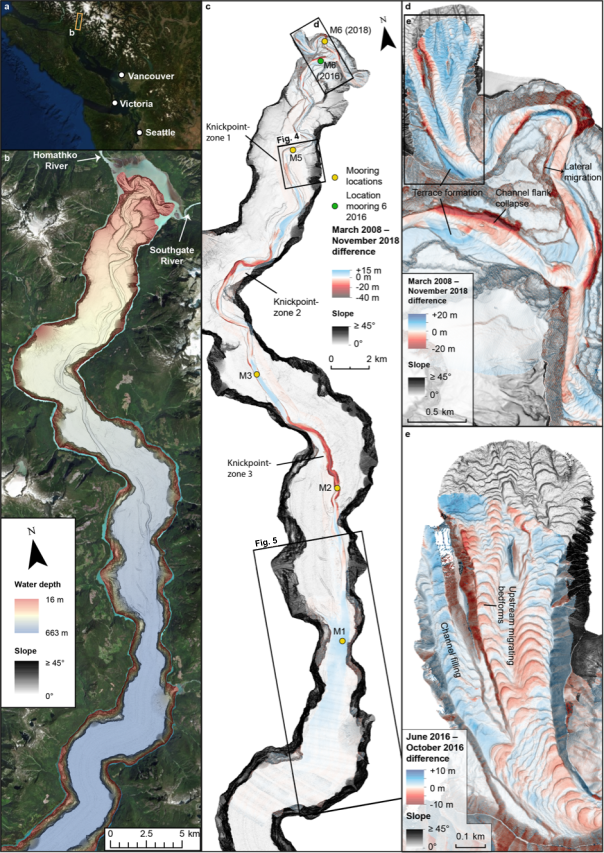 a
b
Vancouver
Victoria
Seattle
b
Homathko
River
Southgate
River
N
Water depth
16 m
663 m
Slope
≥ 45°
0°
0
2.5
5 km
c
N
d
M6 (2018)
M6
(2016)
Knickpoint-
zone 1
Fig. 4
M5
Mooring
locations
Location
mooring 6
2016
March 2008 –
November 2018
difference
+15 m
0 m
-20 m
-40 m
Slope
≥ 45°
0°
0
2 km
Knickpoint-
zone 2
M3
Knickpoint-
zone 3
M2
Fig. 5
M1
d
e
Lateral
migration
Terrace formation
Channel flank
collapse
March 2008 –
November 2018
difference
+20 m
0 m
-20 m
Slope
≥ 45°
0°
0.5 km
e
Upstream migrating
bedforms
Channel filling
June 2016 –
October 2016
difference
+10 m
0 m
-10 m
Slope
≥ 45°
0°
0.1 km